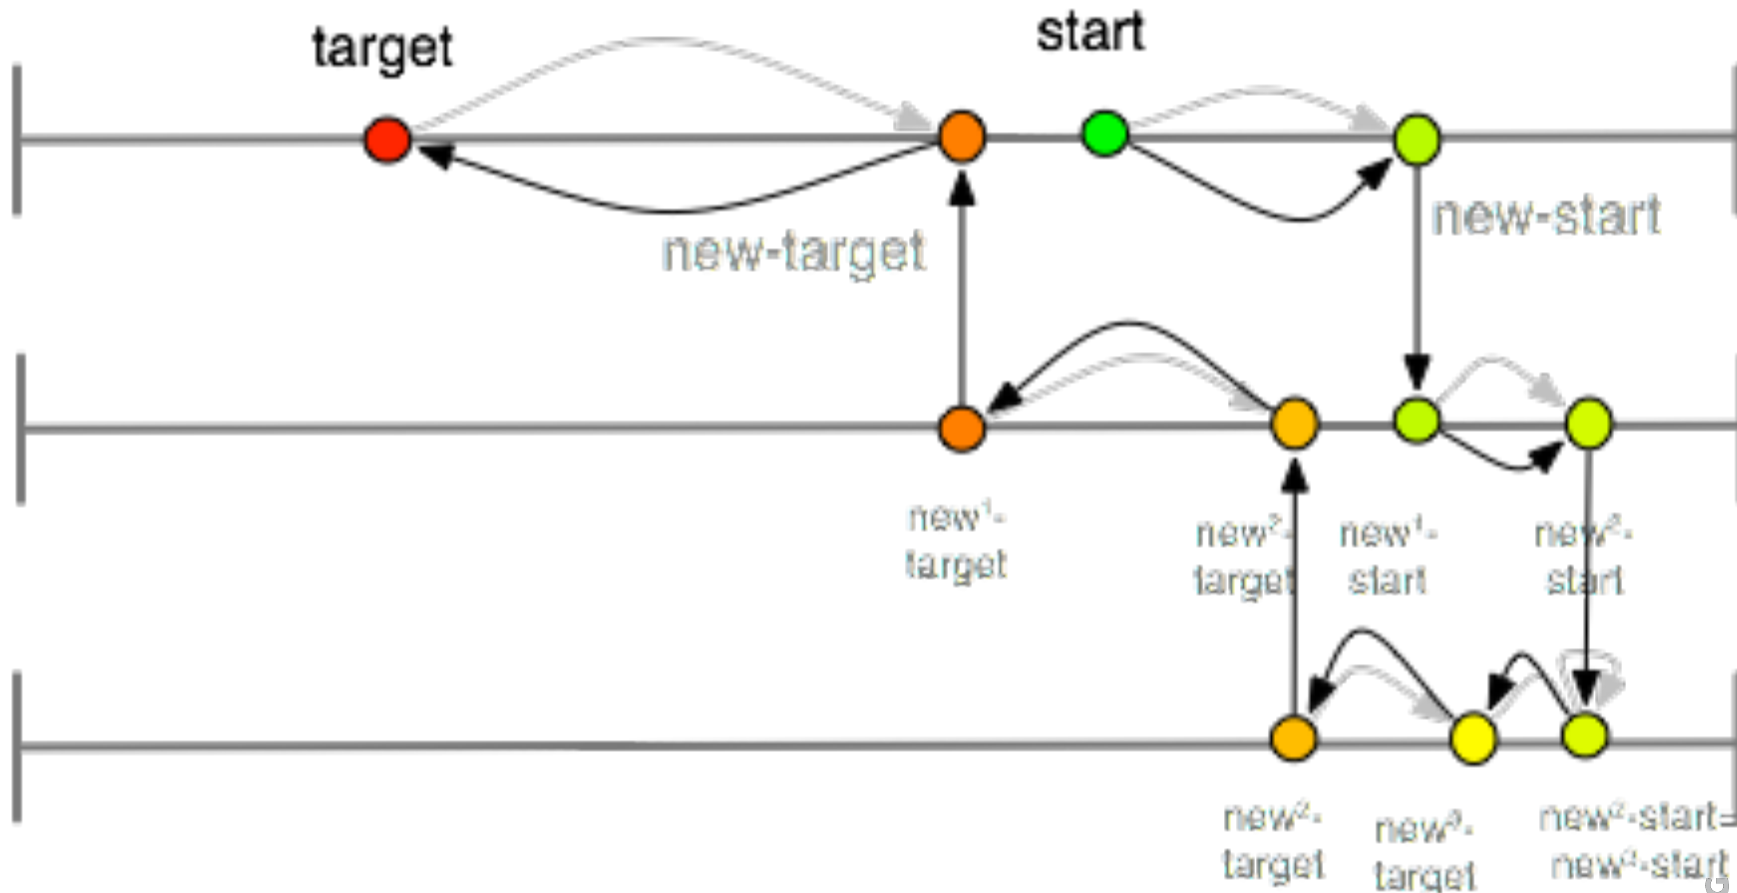 target
start
new-target
new-start
new¹-
target
new²-
target
new¹-
start
new²-
start
new²-
target
new³-
target
new²-start=
new³-start
G